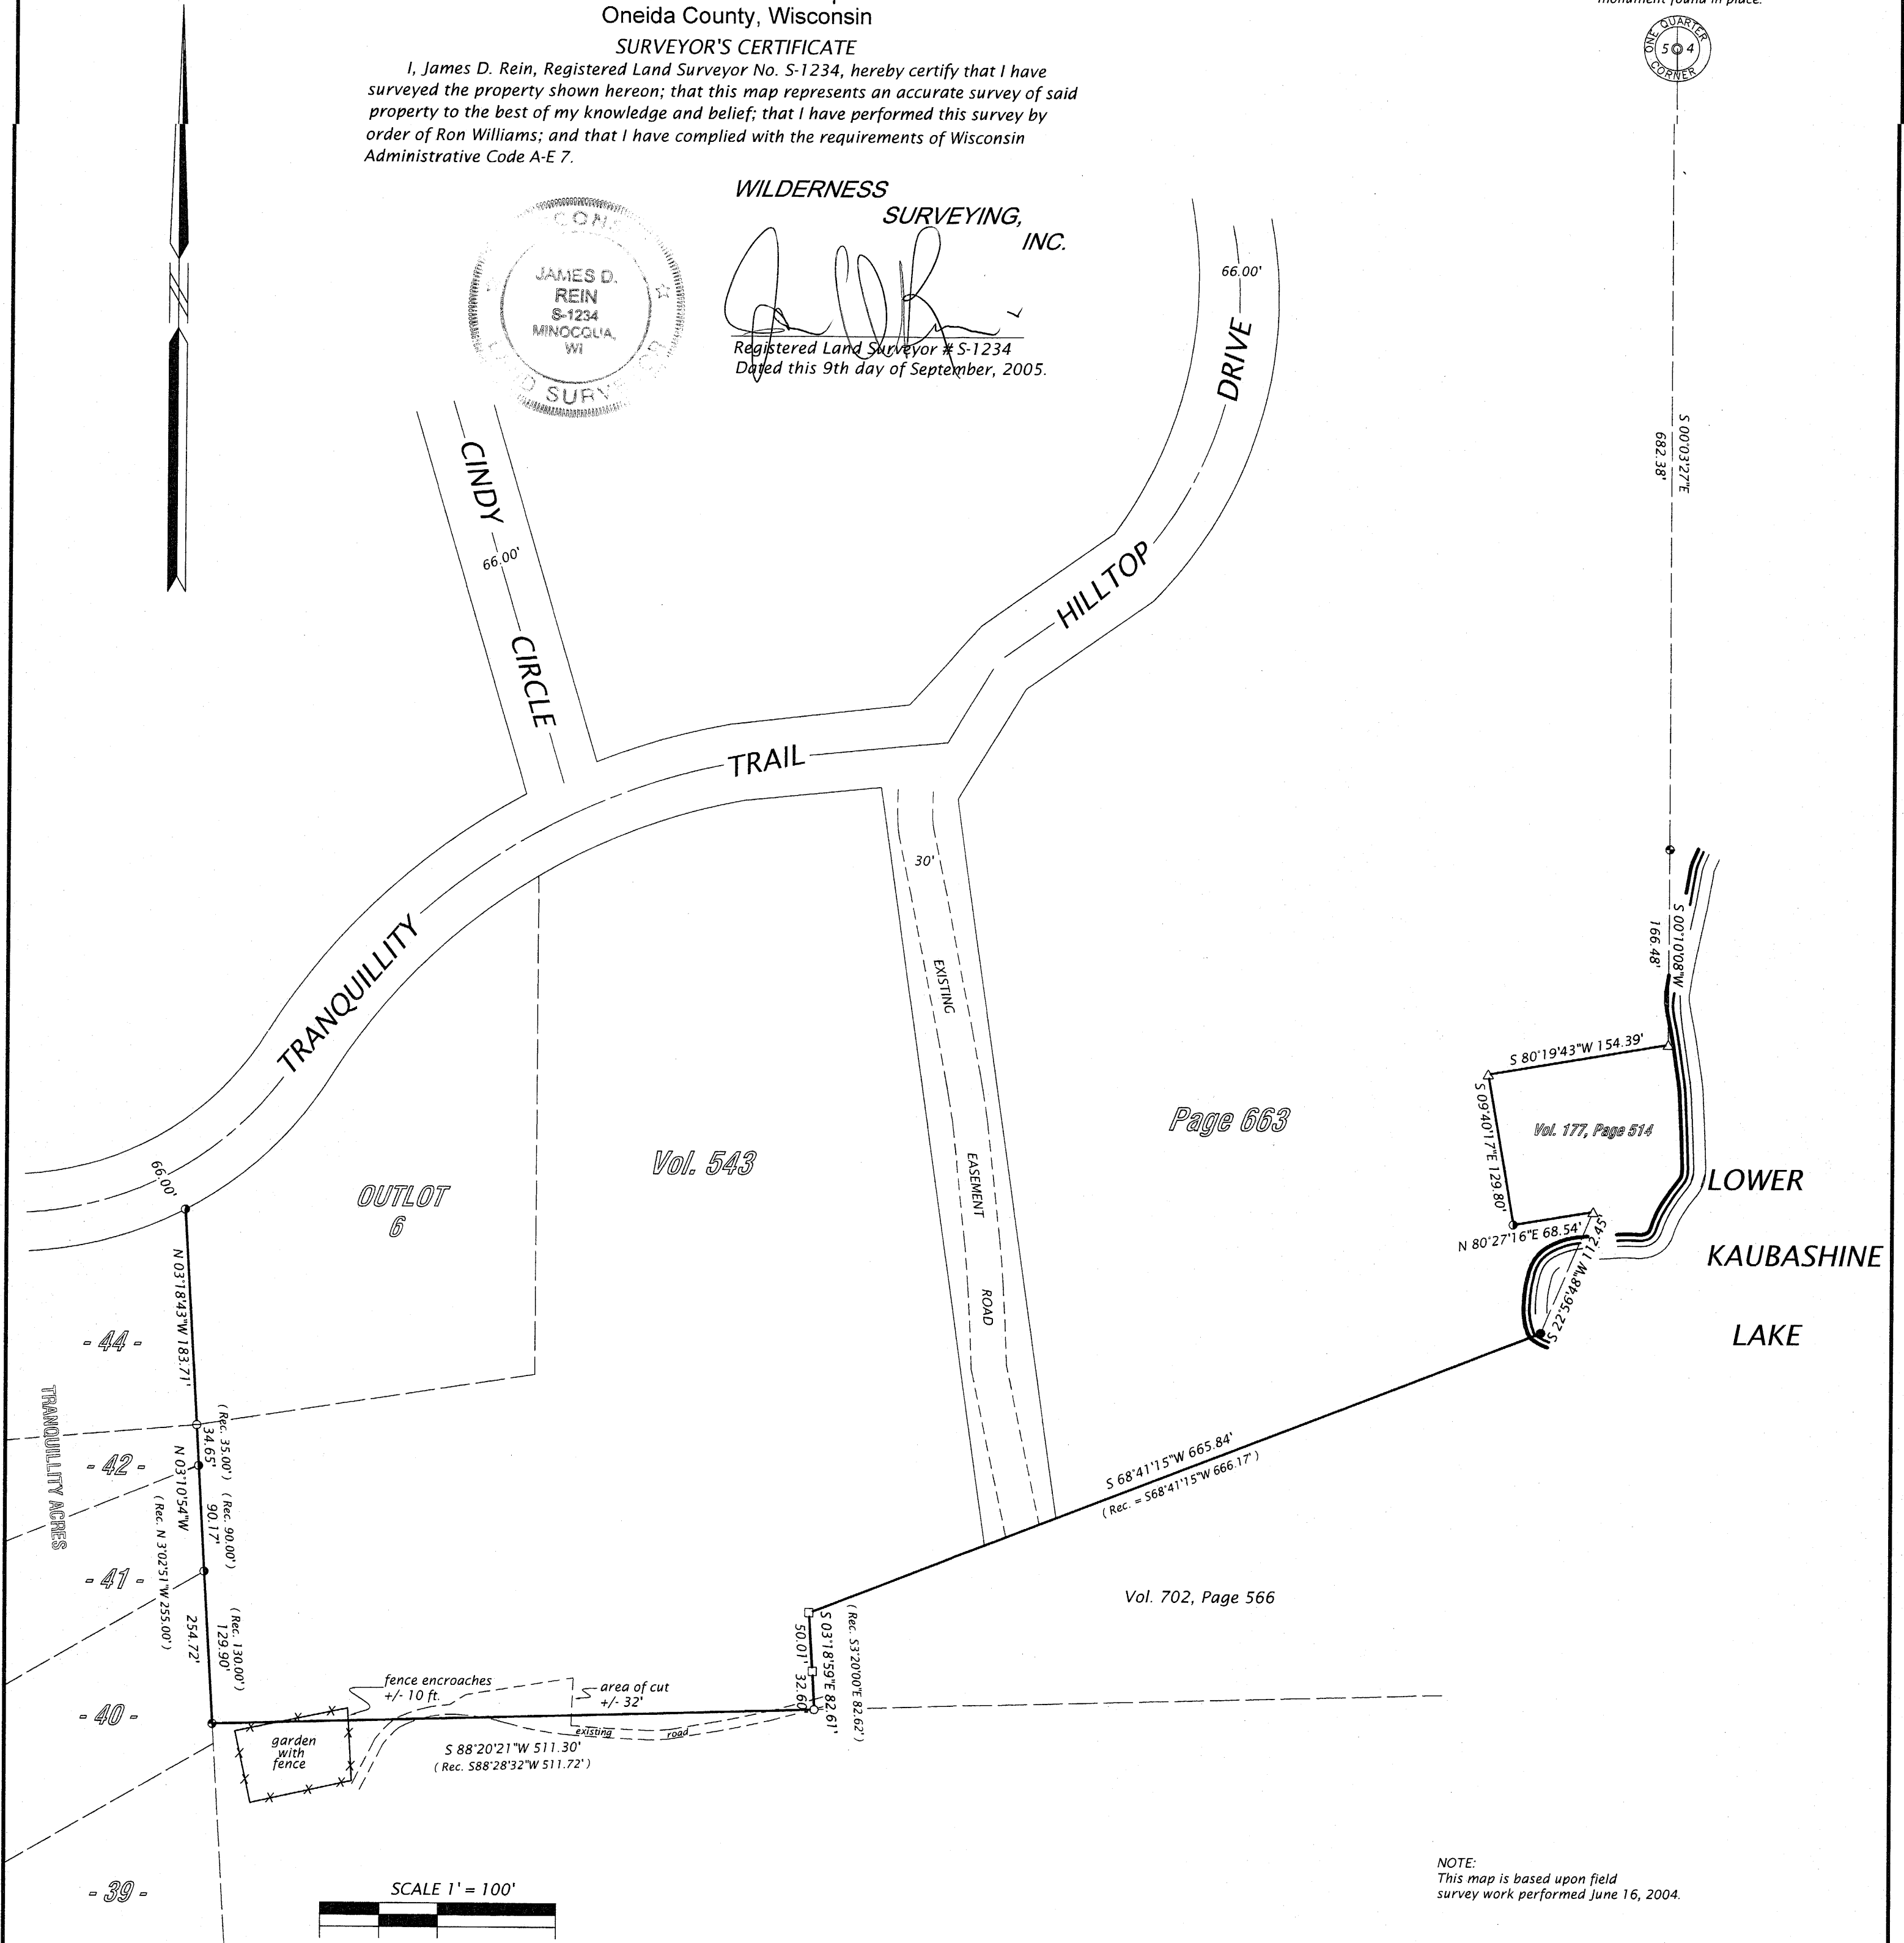 Oneida County, Wisconsin
monument found in place.
SURVEYOR'S CERTIFICATE
I, James D. Rein, Registered Land Surveyor No. S-1234, hereby certify that I have
surveyed the property shown hereon; that this map represents an accurate survey of said
property to the best of my knowledge and belief; that I have performed this survey by
order of Ron Williams; and that I have complied with the requirements of Wisconsin
Administrative Code A-E 7.
ONE QUARTER
5 4
CORNER
WILDERNESS
SURVEYING,
INC.
JAMES D.
REIN
S-1234
MINOCQUA,
WI
SURV
Registered Land Surveyor # S-1234
Dated this 9th day of September, 2005.
66.00'
DRIVE
HILLTOP
CINDY
66.00'
CIRCLE
TRAIL
TRANQUILLITY
66.00'
S 00°03'27"E
682.38'
S 00°10'08"W
166.48'
30'
EXISTING
EASEMENT
ROAD
S 80°19'43"W 154.39'
S 09°40'17"E 129.80'
Vol. 177, Page 514
N 80°27'16"E 68.54'
S 22°56'48"W 112.45'
Page 663
Vol. 543
OUTLOT
6
LOWER
KAUBASHINE
LAKE
N 03°18'43"W 183.71'
- 44 -
TRANQUILLITY ACRES
- 42 -
( Rec. 35.00' )
34.65'
N 03°10'54"W
( Rec. N 3°02'51"W 255.00' )
( Rec. 90.00' )
90.17'
- 41 -
254.72'
( Rec. 130.00' )
129.90'
- 40 -
S 68°41'15"W 665.84'
( Rec. = S68°41'15"W 666.17' )
Vol. 702, Page 566
50.01'
32.60'
S 03°18'59"E 82.61'
( Rec. S3°20'00"E 82.62' )
fence encroaches
+/- 10 ft.
area of cut
+/- 32'
existing road
garden
with
fence
S 88°20'21"W 511.30'
( Rec. S88°28'32"W 511.72' )
- 39 -
SCALE 1' = 100'
NOTE:
This map is based upon field
survey work performed June 16, 2004.